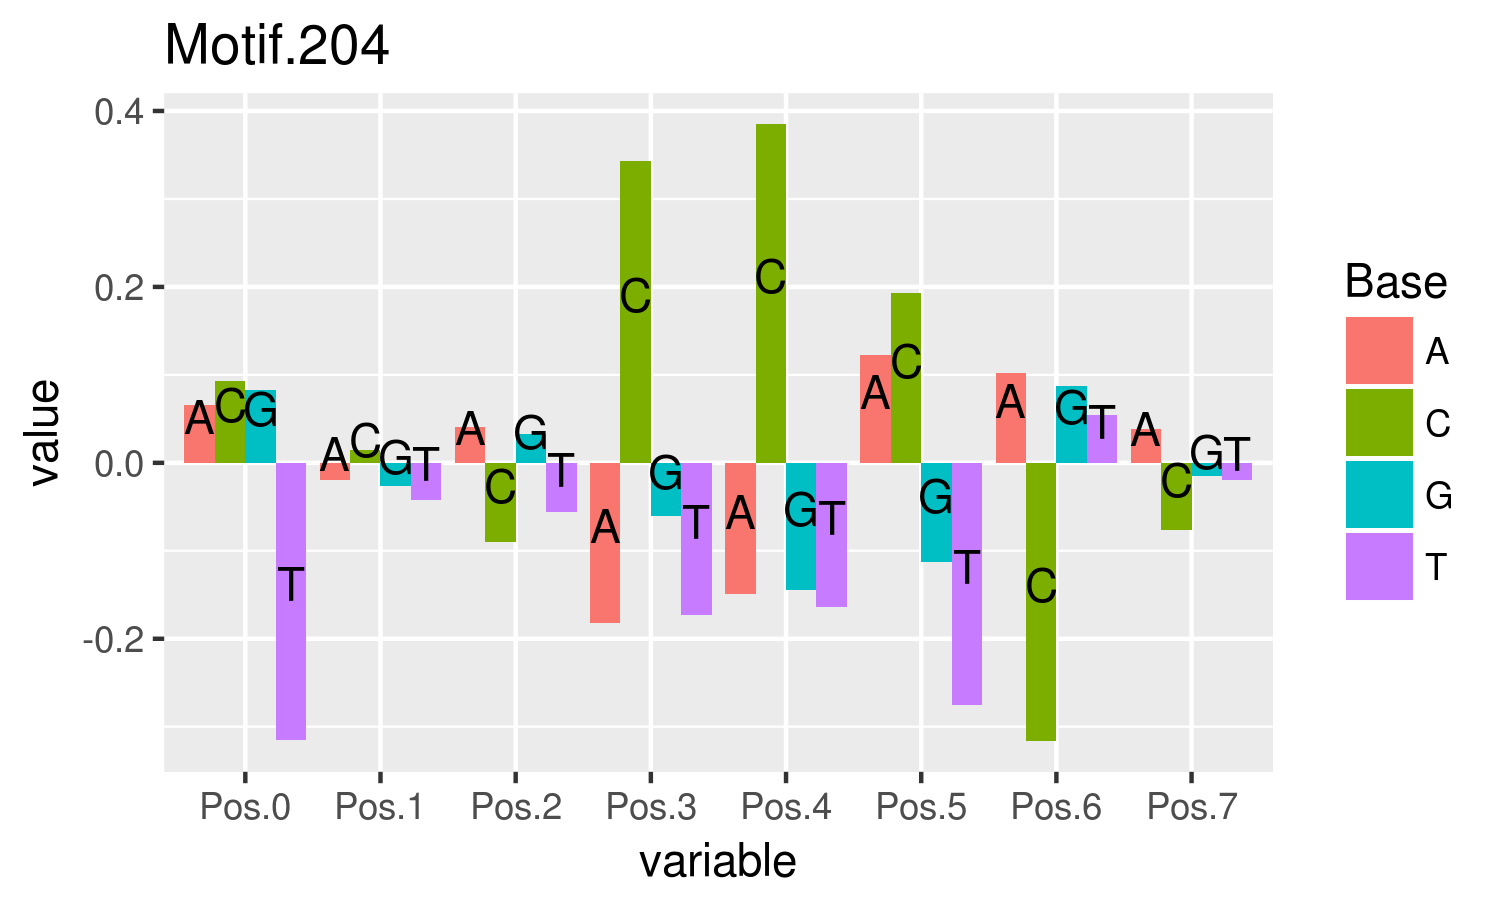 Motif.204
0.4
0.2
0.0
-0.2
value
A C G T A C G T A C G T A C G T A C G T A C G T A C G T A C G T
Pos.0 Pos.1 Pos.2 Pos.3 Pos.4 Pos.5 Pos.6 Pos.7
variable
Base
A
C
G
T